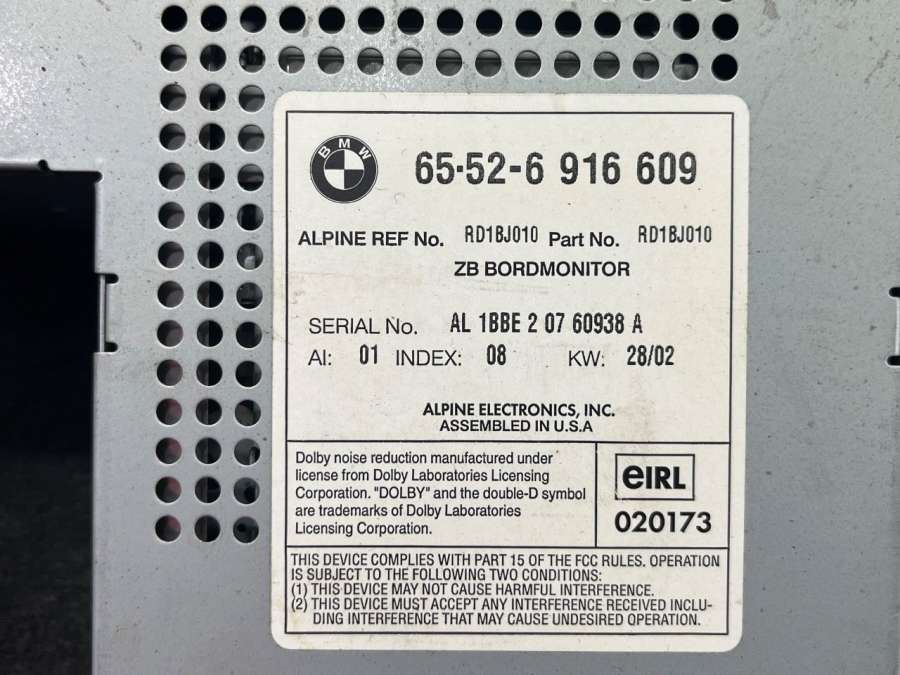 BMW
65-52-6 916 609
ALPINE REF No. RD1BJ010 Part No. RD1BJ010
ZB BORDMONITOR
SERIAL No. AL 1BBE 2 07 60938 A
AI: 01 INDEX: 08 KW: 28/02
ALPINE ELECTRONICS, INC.
ASSEMBLED IN U.S.A
Dolby noise reduction manufactured under
license from Dolby Laboratories Licensing
Corporation. "DOLBY" and the double-D symbol
are trademarks of Dolby Laboratories
Licensing Corporation.
eIRL
020173
THIS DEVICE COMPLIES WITH PART 15 OF THE FCC RULES. OPERATION
IS SUBJECT TO THE FOLLOWING TWO CONDITIONS:
(1) THIS DEVICE MAY NOT CAUSE HARMFUL INTERFERENCE.
(2) THIS DEVICE MUST ACCEPT ANY INTERFERENCE RECEIVED INCLU-
DING INTERFERENCE THAT MAY CAUSE UNDESIRED OPERATION.